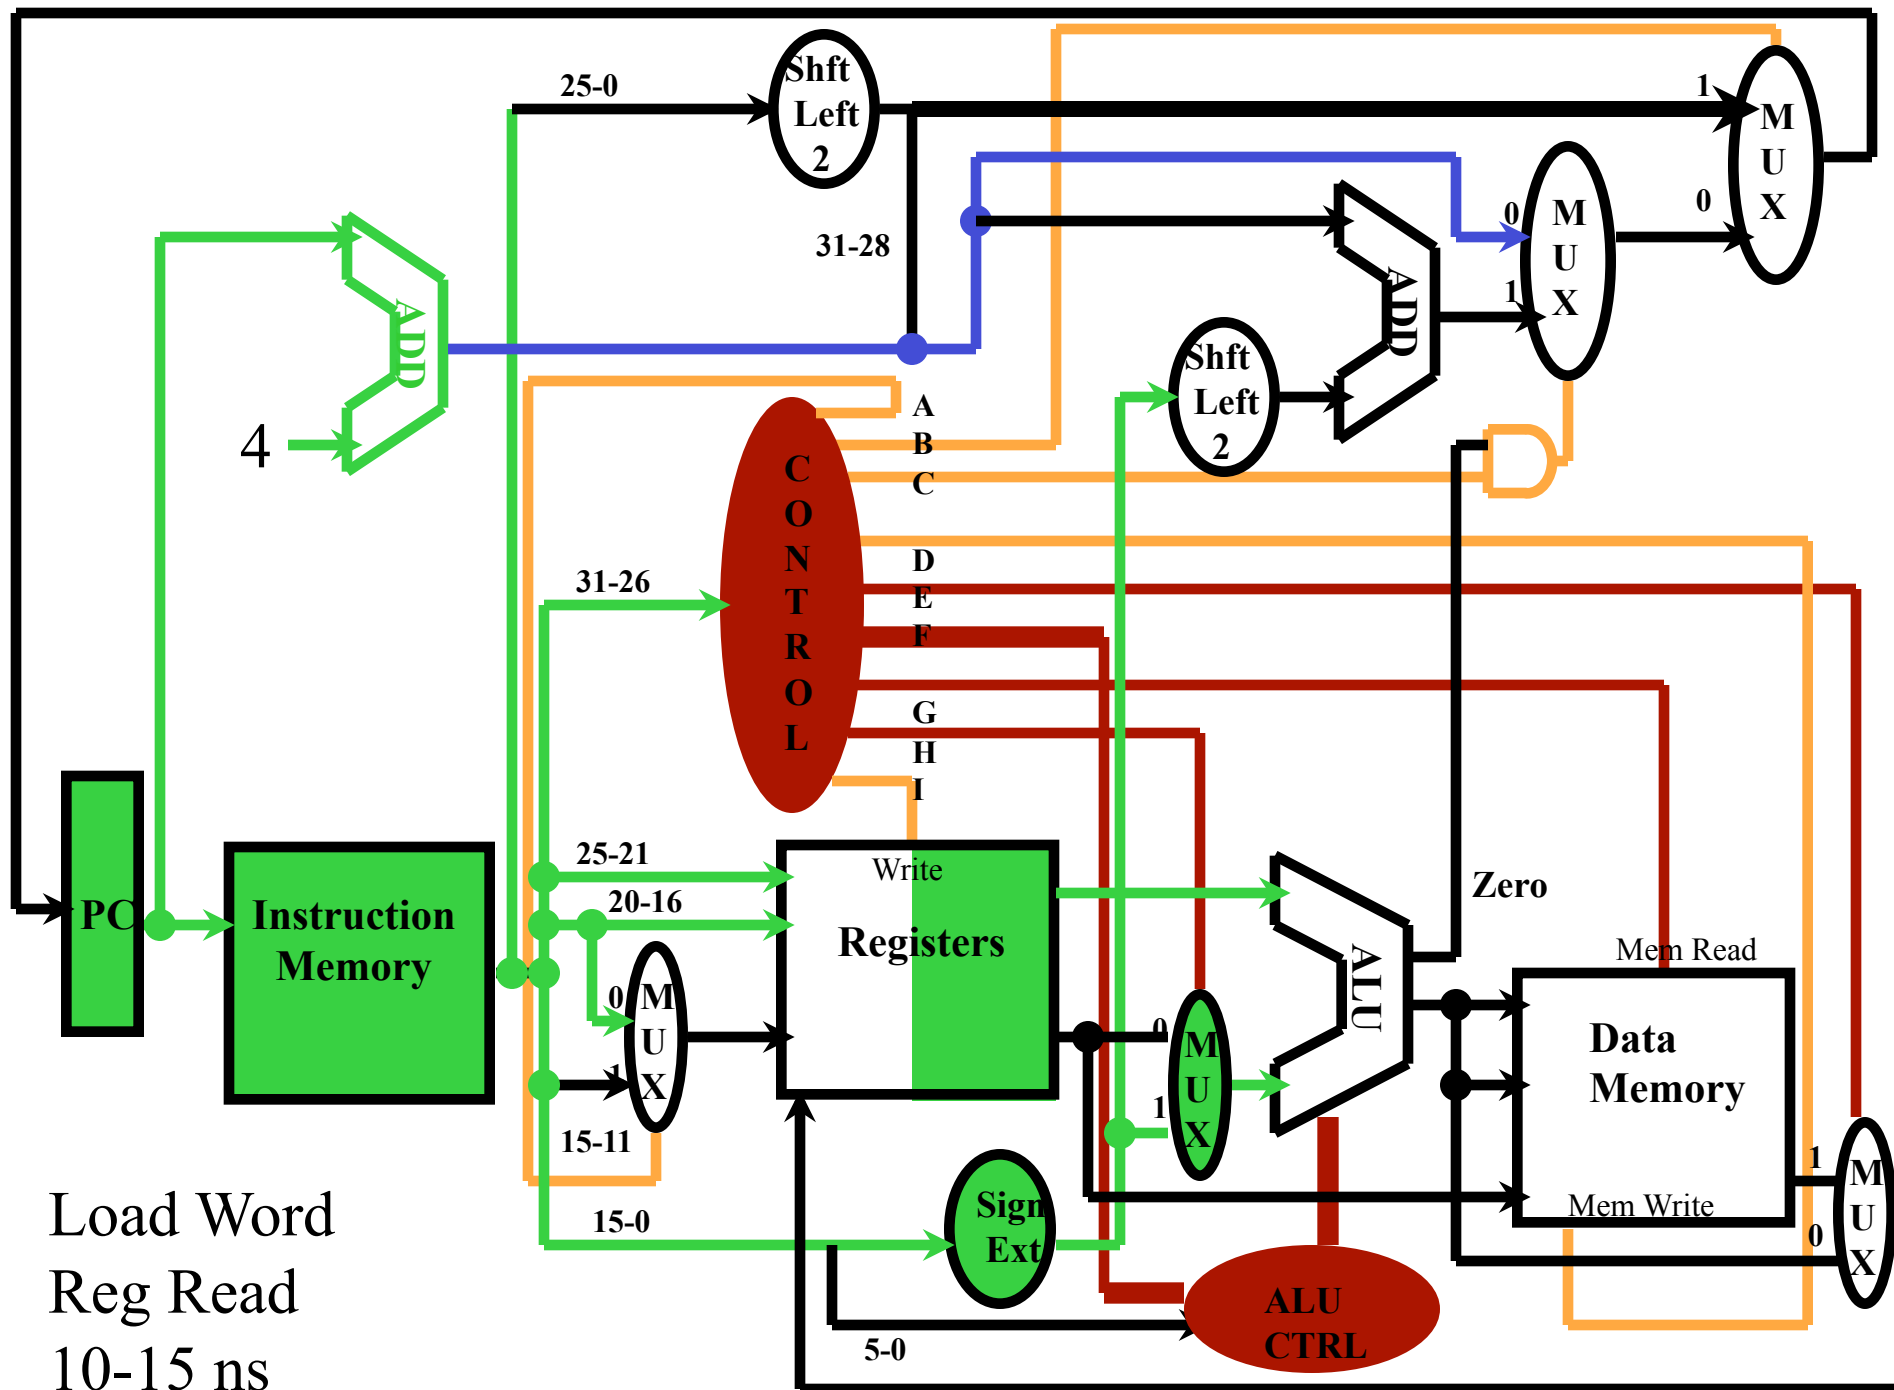 25-0
Shft
Left
2
1
M
U
X
0
31-28
0
M
U
X
1
ADD
ADD
4
Shft
Left
2
A
B
C
D
E
F
G
H
I
C
O
N
T
R
O
L
31-26
25-21
20-16
Write
Registers
PC
Instruction
Memory
0
M
U
X
1
15-11
15-0
Sign
Ext
0
M
U
X
1
ALU
Zero
Mem Read
Data
Memory
Mem Write
1
M
U
X
0
ALU
CTRL
5-0
Load Word
Reg Read
10-15 ns